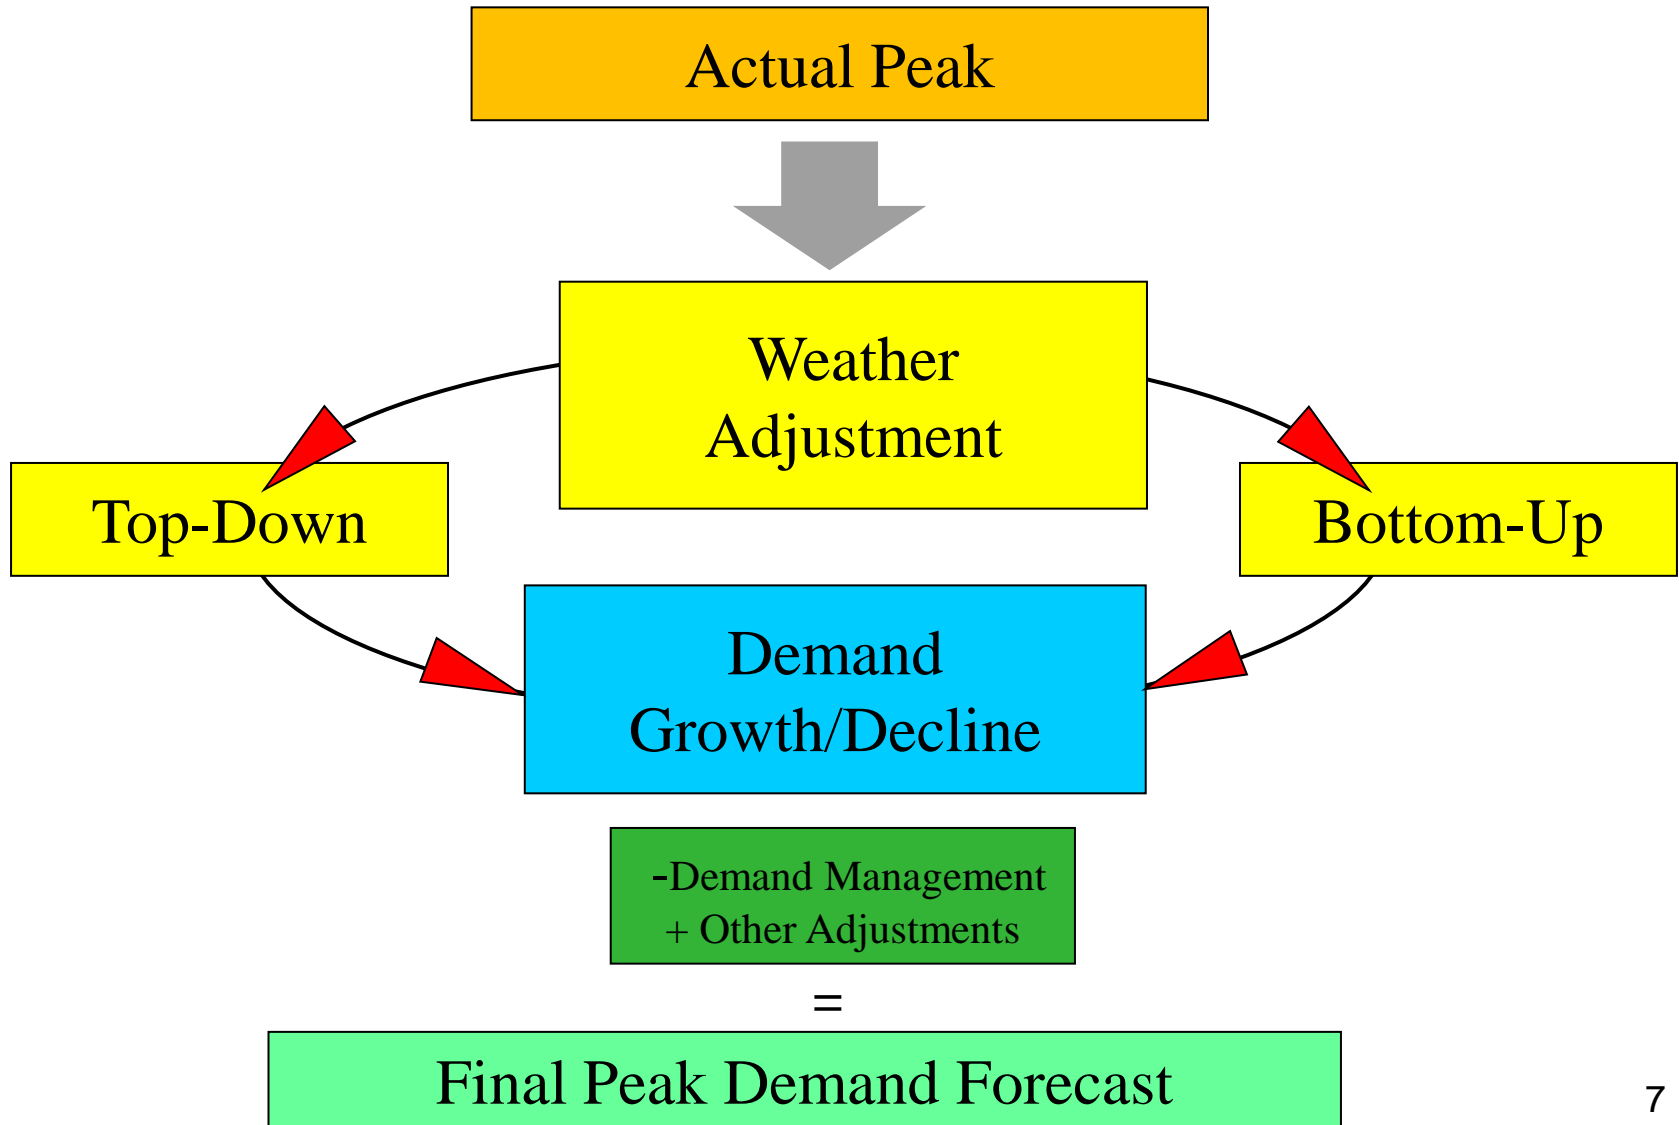 Actual Peak
Weather
Adjustment
Top-Down
Bottom-Up
Demand
Growth/Decline
-Demand Management
+ Other Adjustments
=
Final Peak Demand Forecast
7